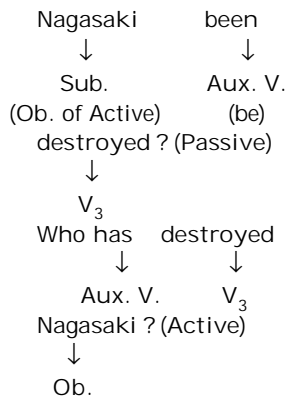 Nagasaki been
↓ ↓
Sub. Aux. V.
(Ob. of Active) (be)
destroyed ? (Passive)
↓
V₃
Who has destroyed
↓ ↓
Aux. V. V₃
Nagasaki ? (Active)
↓
Ob.